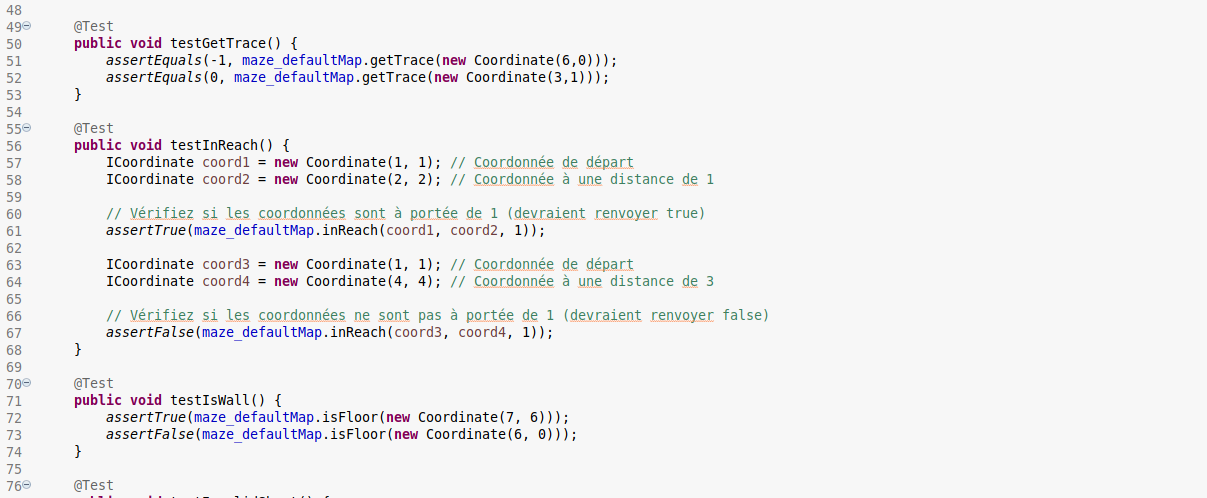 48
49 @Test
50 public void testGetTrace() {
51 assertEquals(-1, maze_defaultMap.getTrace(new Coordinate(6,0)));
52 assertEquals(0, maze_defaultMap.getTrace(new Coordinate(3,1)));
53 }
54
55 @Test
56 public void testInReach() {
57 ICoordinate coord1 = new Coordinate(1, 1); // Coordonnée de départ
58 ICoordinate coord2 = new Coordinate(2, 2); // Coordonnée à une distance de 1
59
60 // Vérifiez si les coordonnées sont à portée de 1 (devraient renvoyer true)
61 assertTrue(maze_defaultMap.inReach(coord1, coord2, 1));
62
63 ICoordinate coord3 = new Coordinate(1, 1); // Coordonnée de départ
64 ICoordinate coord4 = new Coordinate(4, 4); // Coordonnée à une distance de 3
65
66 // Vérifiez si les coordonnées ne sont pas à portée de 1 (devraient renvoyer false)
67 assertFalse(maze_defaultMap.inReach(coord3, coord4, 1));
68 }
69
70 @Test
71 public void testIsWall() {
72 assertTrue(maze_defaultMap.isFloor(new Coordinate(7, 6)));
73 assertFalse(maze_defaultMap.isFloor(new Coordinate(6, 0)));
74 }
75
76 @Test